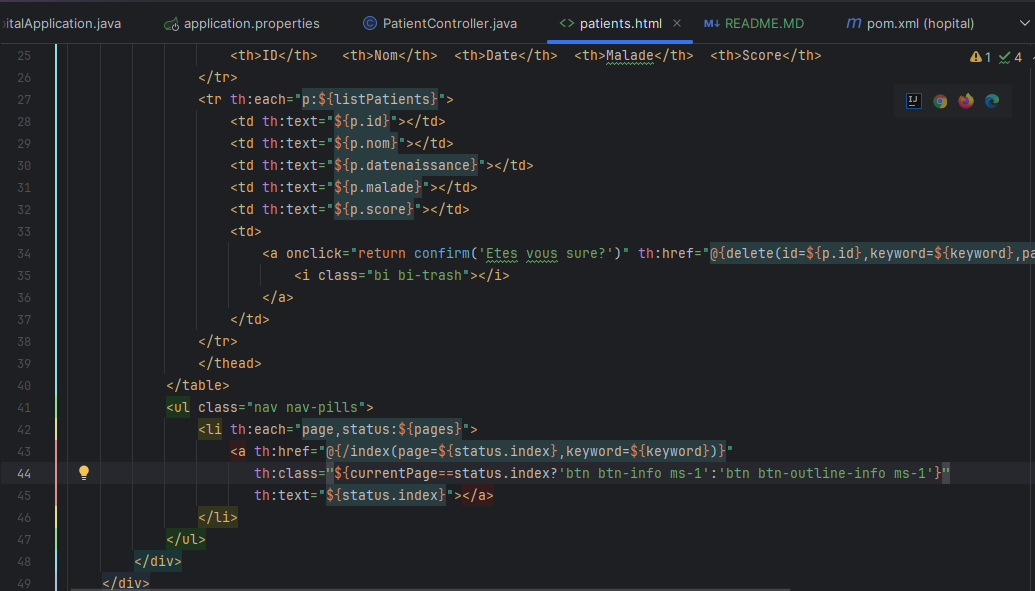 italApplication.java application.properties PatientController.java patients.html README.MD pom.xml (hopital)
25 <th>ID</th> <th>Nom</th> <th>Date</th> <th>Malade</th> <th>Score</th> 1 4
26 </tr>
27 <tr th:each="p:${listPatients}">
28 <td th:text="${p.id}"></td>
29 <td th:text="${p.nom}"></td>
30 <td th:text="${p.datenaissance}"></td>
31 <td th:text="${p.malade}"></td>
32 <td th:text="${p.score}"></td>
33 <td>
34 <a onclick="return confirm('Etes vous sure?')" th:href="@{delete(id=${p.id},keyword=${keyword},pa
35 <i class="bi bi-trash"></i>
36 </a>
37 </td>
38 </tr>
39 </thead>
40 </table>
41 <ul class="nav nav-pills">
42 <li th:each="page,status:${pages}">
43 <a th:href="@{/index(page=${status.index},keyword=${keyword})}"
44 th:class="${currentPage==status.index?'btn btn-info ms-1':'btn btn-outline-info ms-1'}"
45 th:text="${status.index}"></a>
46 </li>
47 </ul>
48 </div>
49 </div>